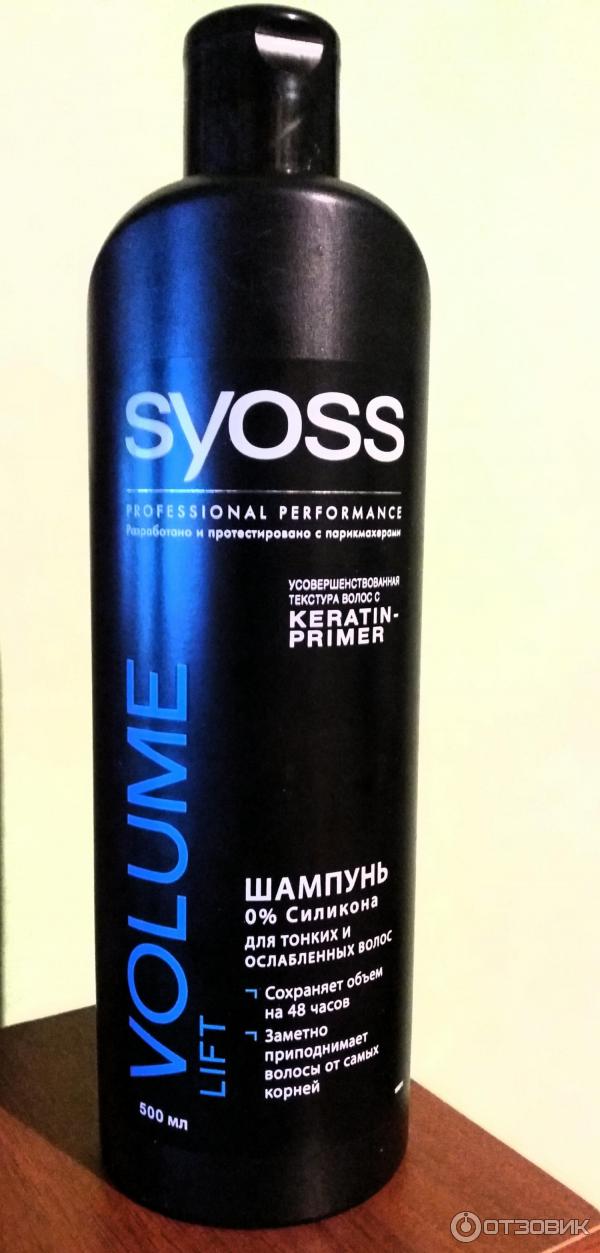 syoss
PROFESSIONAL PERFORMANCE
Разработано и протестировано с парикмахерами
УСОВЕРШЕНСТВОВАННАЯ
ТЕКСТУРА ВОЛОС С
KERATIN-
PRIMER
VOLUME
LIFT
ШАМПУНЬ
0% Силикона
ДЛЯ ТОНКИХ И
ОСЛАБЛЕННЫХ ВОЛОС
Сохраняет объем
на 48 часов
Заметно
приподнимает
волосы от самых
корней
500 мл
ОТЗОВИК